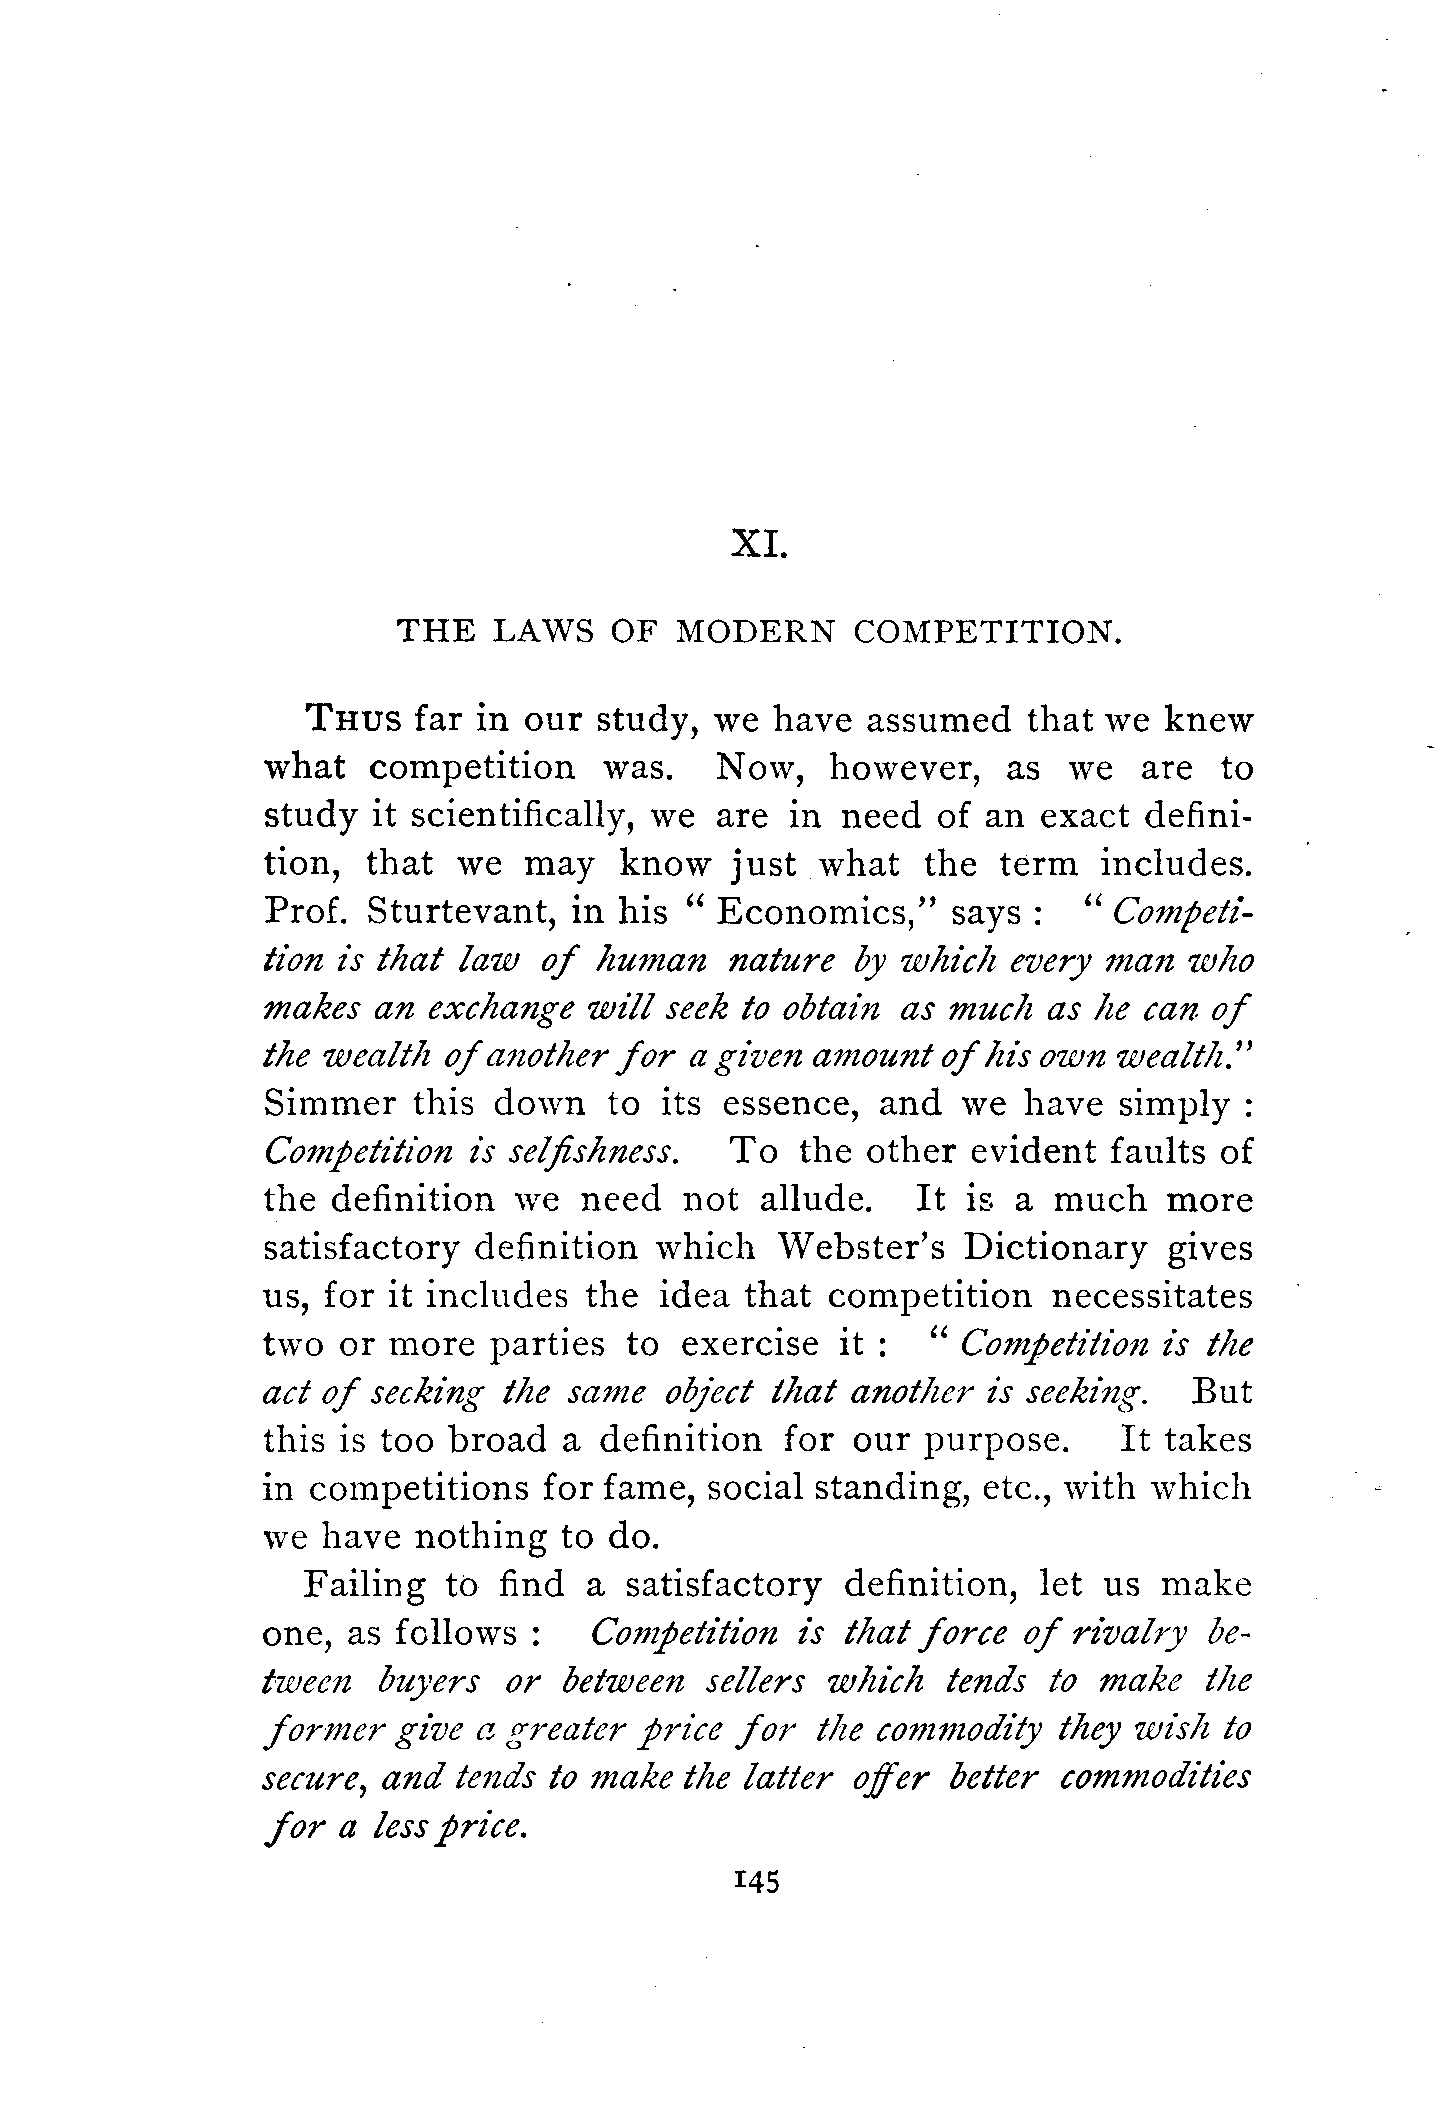 XI.
THE LAWS OF MODERN COMPETITION.
THUS far in our study, we have assumed that we knew
what competition was. Now, however, as we are to
study it scientifically, we are in need of an exact defini-
tion, that we may know just what the term includes.
Prof. Sturtevant, in his “ Economics,” says : “ Competi-
tion is that law of human nature by which every man who
makes an exchange will seek to obtain as much as he can of
the wealth of another for a given amount of his own wealth.”
Simmer this down to its essence, and we have simply :
Competition is selfishness. To the other evident faults of
the definition we need not allude. It is a much more
satisfactory definition which Webster’s Dictionary gives
us, for it includes the idea that competition necessitates
two or more parties to exercise it : “ Competition is the
act of seeking the same object that another is seeking. But
this is too broad a definition for our purpose. It takes
in competitions for fame, social standing, etc., with which
we have nothing to do.
Failing to find a satisfactory definition, let us make
one, as follows : Competition is that force of rivalry be-
tween buyers or between sellers which tends to make the
former give a greater price for the commodity they wish to
secure, and tends to make the latter offer better commodities
for a less price.
145